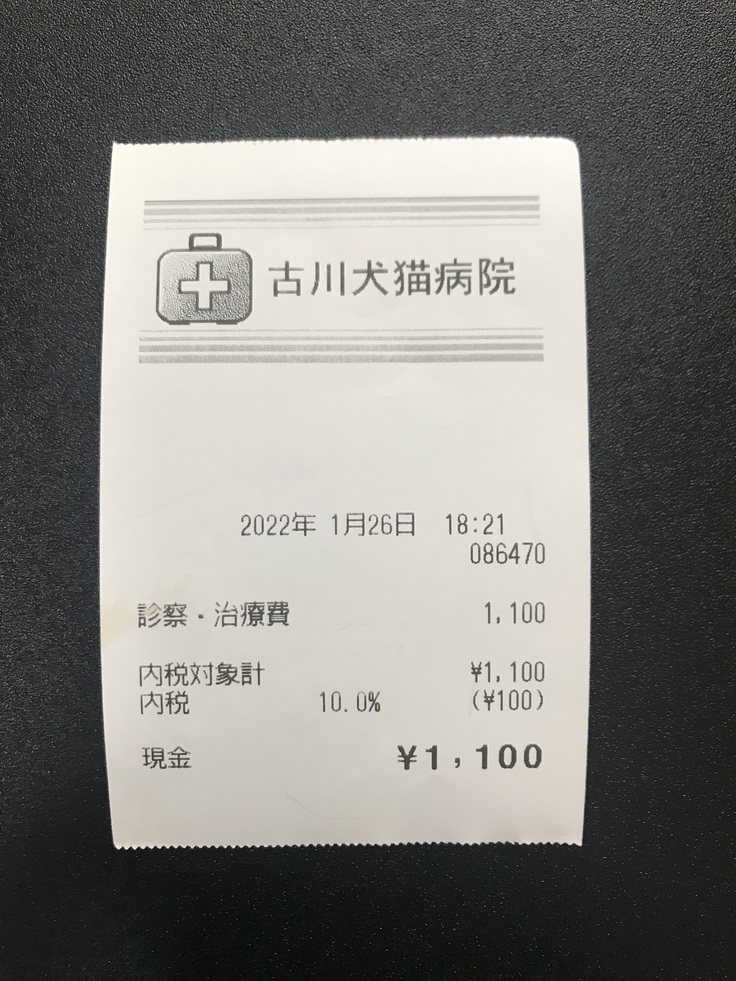 古川犬猫病院
2022年 1月26日 18:21
086470
診察・治療費 1,100
内税対象計 ¥1,100
内税 10.0% (¥100)
現金 ¥1,100